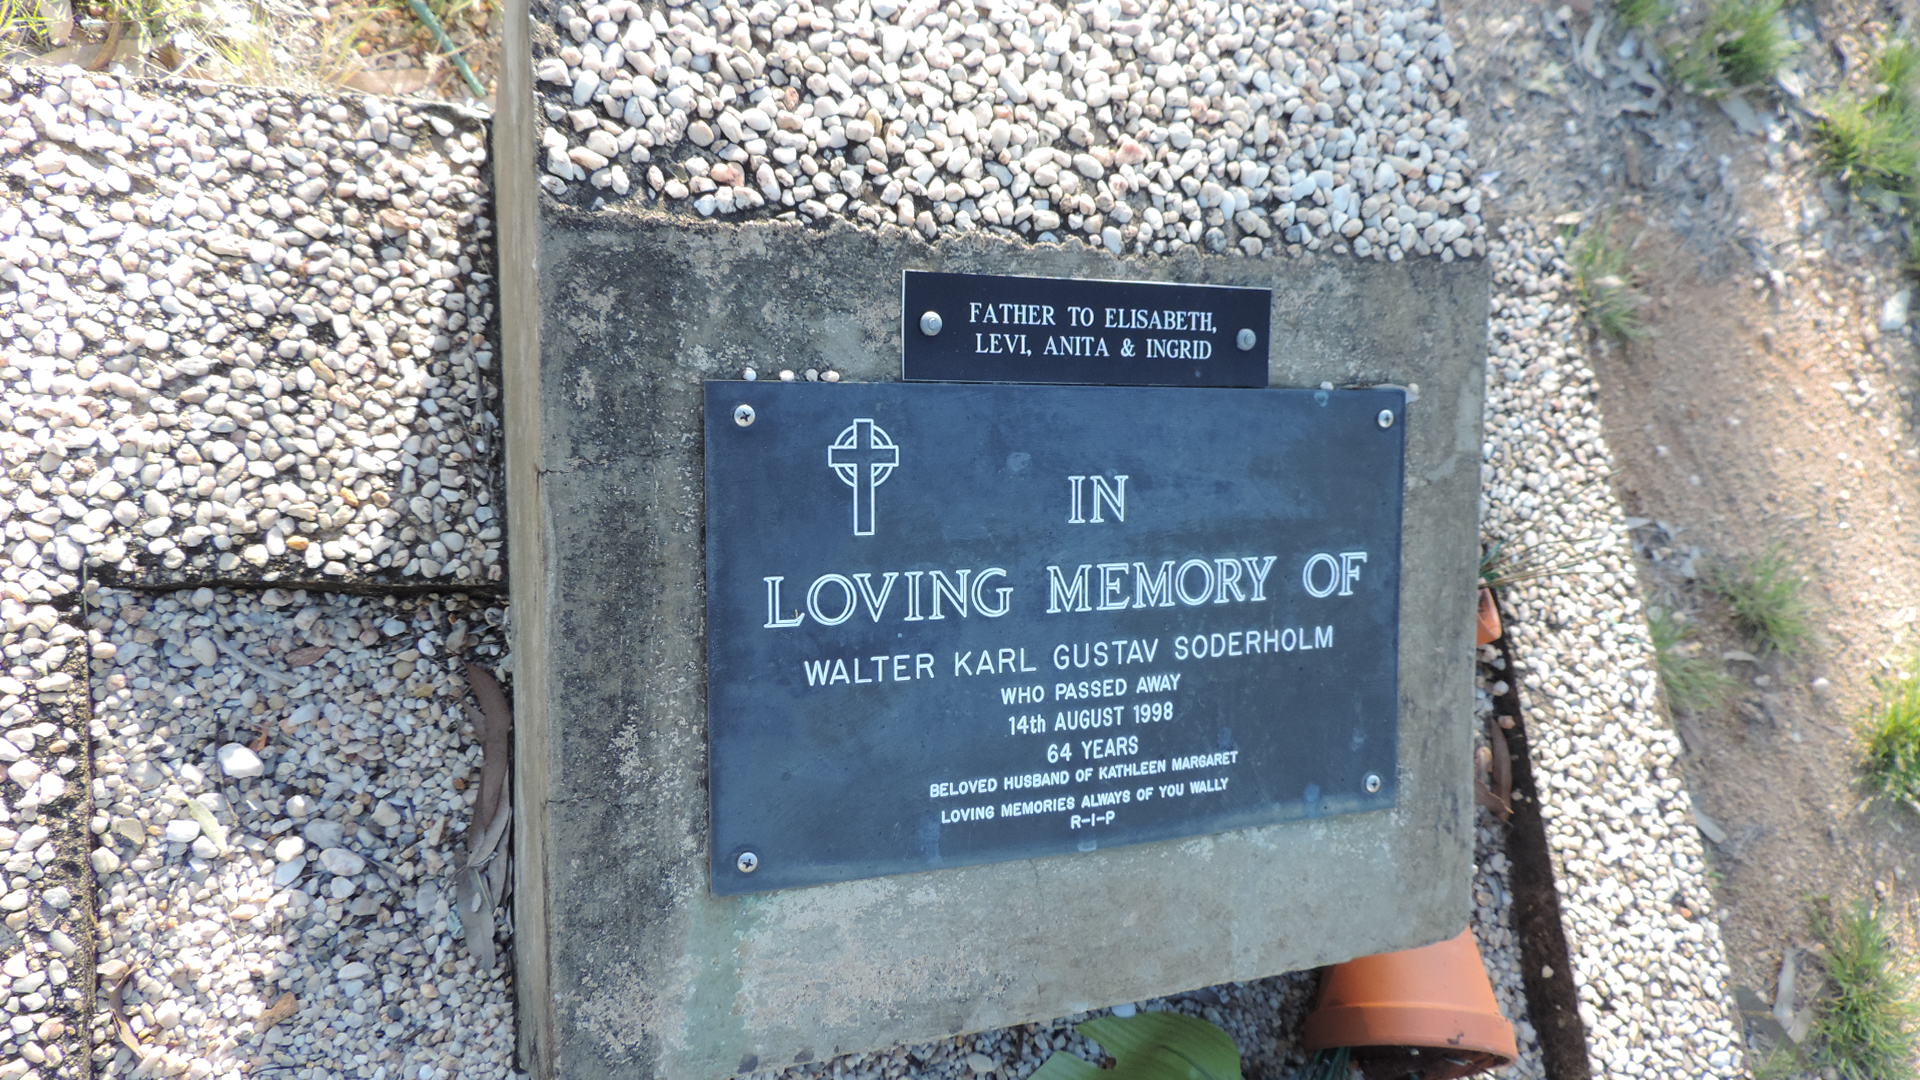 FATHER TO ELISABETH,
LEVI, ANITA & INGRID
IN
LOVING MEMORY OF
WALTER KARL GUSTAV SODERHOLM
WHO PASSED AWAY
14th AUGUST 1998
64 YEARS
BELOVED HUSBAND OF KATHLEEN MARGARET
LOVING MEMORIES ALWAYS OF YOU WALLY
R-I-P